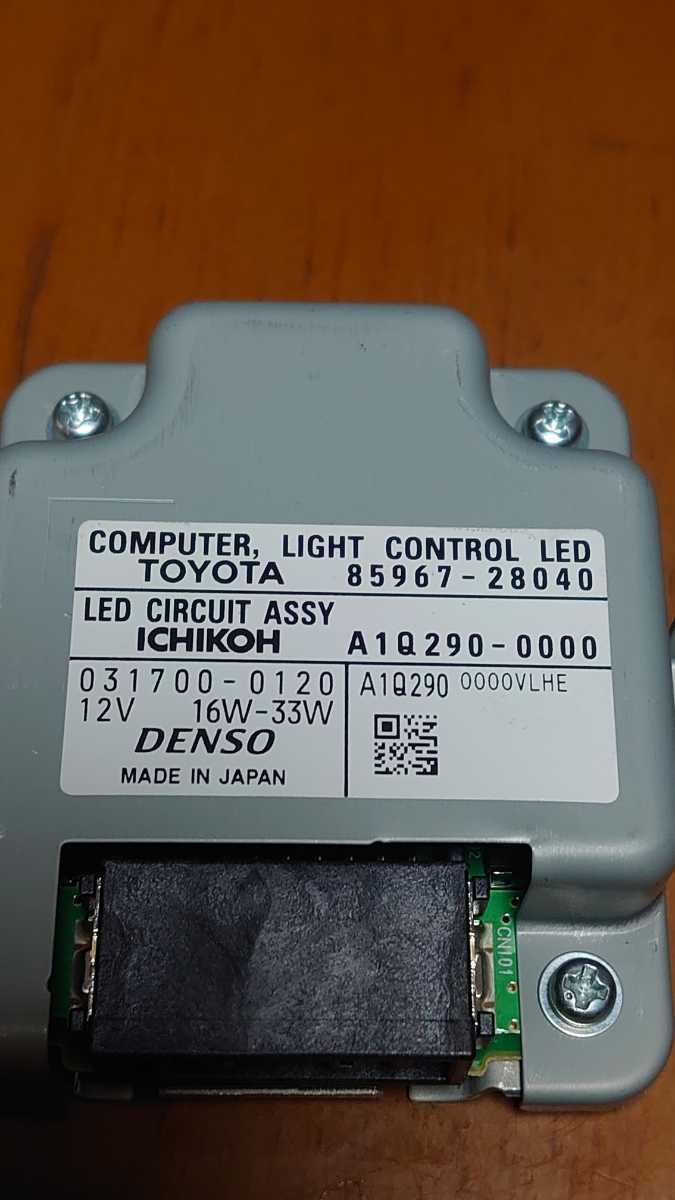 COMPUTER, LIGHT CONTROL LED
TOYOTA 85967-28040
LED CIRCUIT ASSY
ICHIKOH A1Q290-0000
031700-0120
12V 16W-33W
DENSO
MADE IN JAPAN
A1Q290 0000VLHE
2
CN101